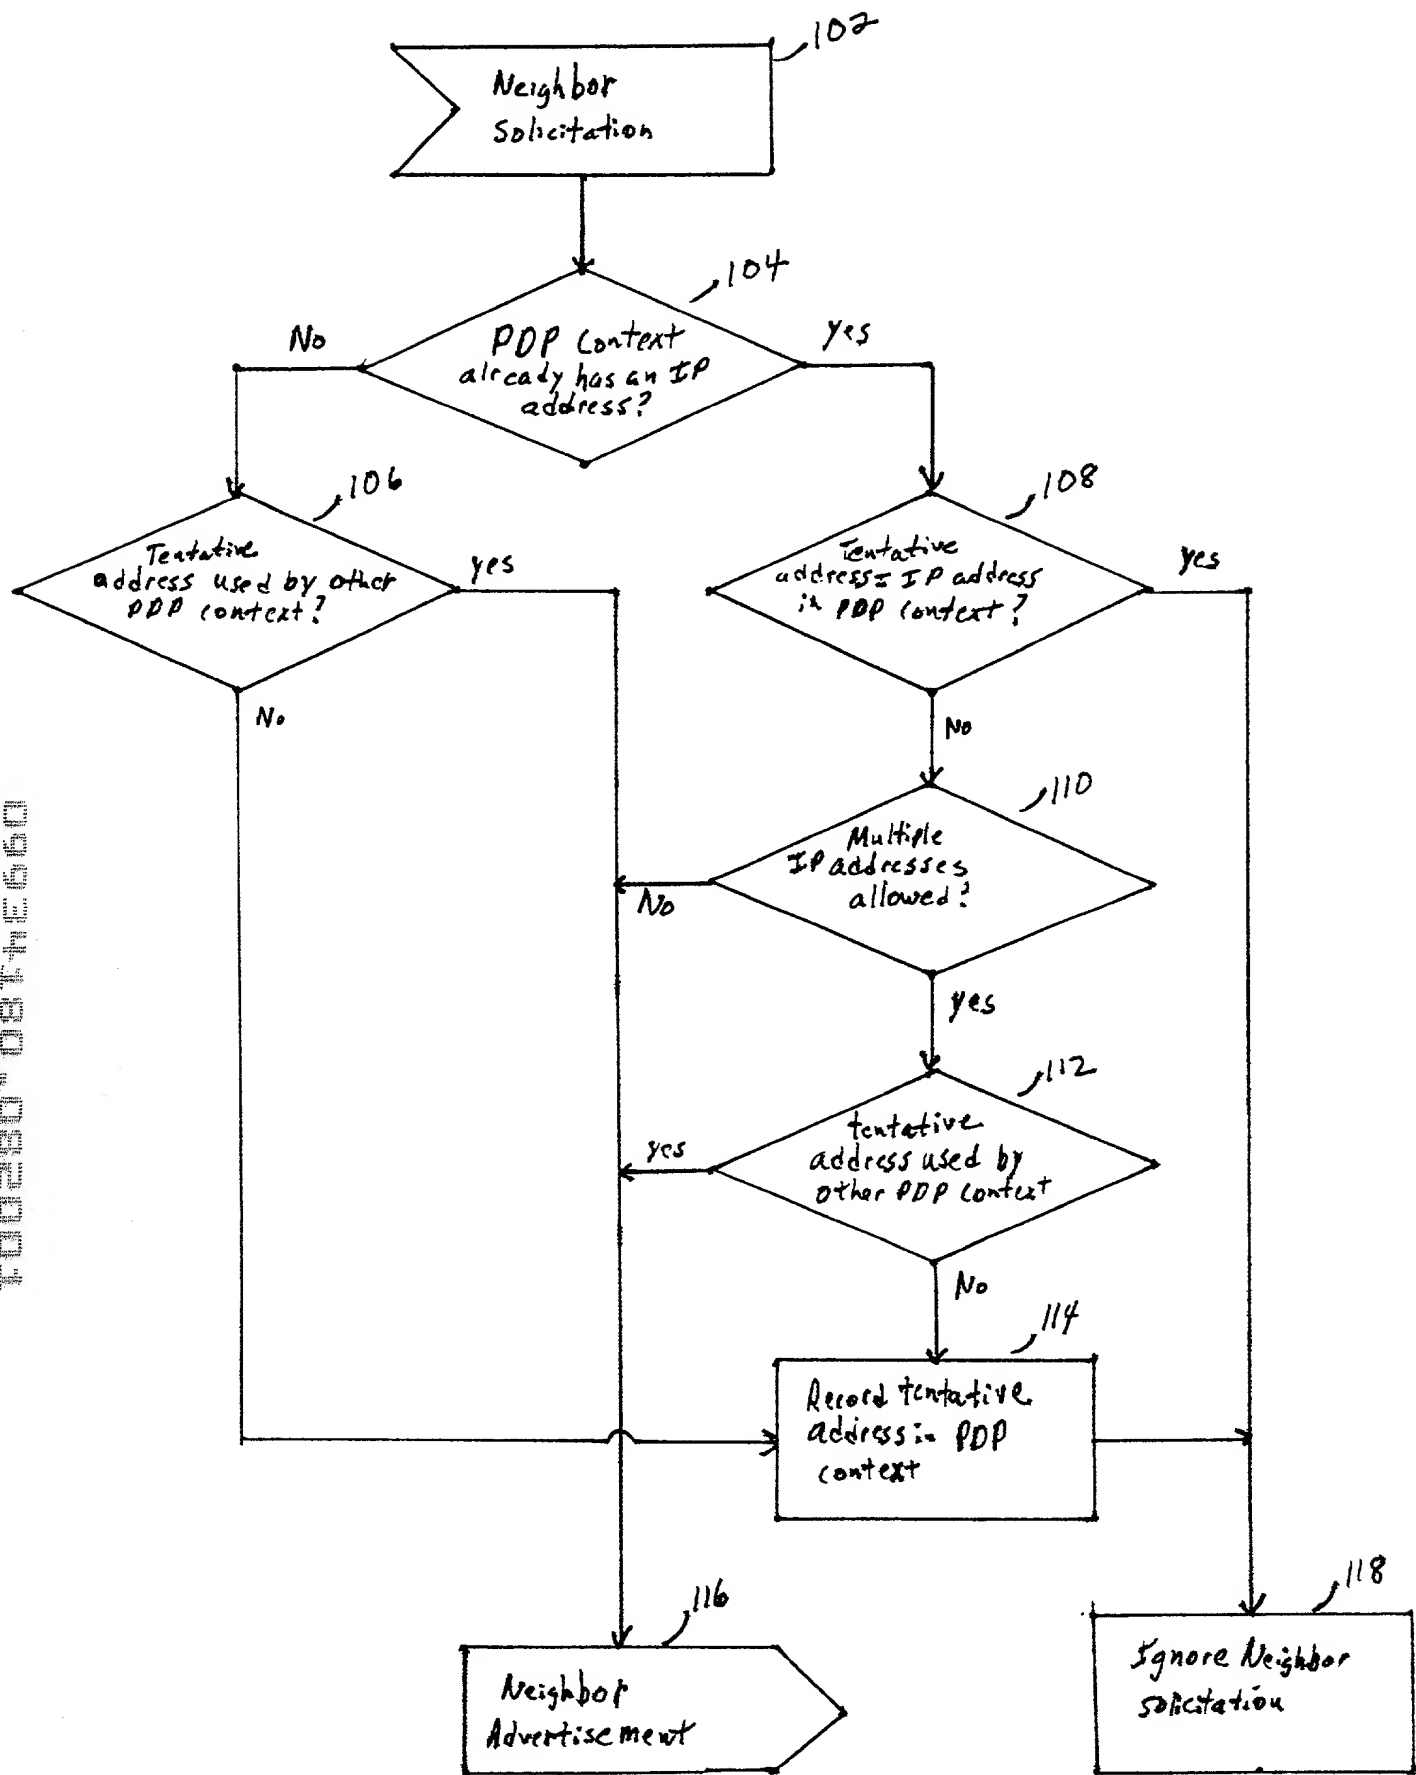 102
Neighbor
Solicitation
104
No
PDP Context
already has an IP
address?
yes
106
Tentative
address used by other
PDP context?
yes
No
108
Tentative
address = IP address
in PDP context?
yes
No
110
Multiple
IP addresses
allowed?
No
yes
112
tentative
address used by
other PDP context
yes
No
114
Record tentative
address in PDP
context
116
Neighbor
Advertisement
118
Ignore Neighbor
solicitation